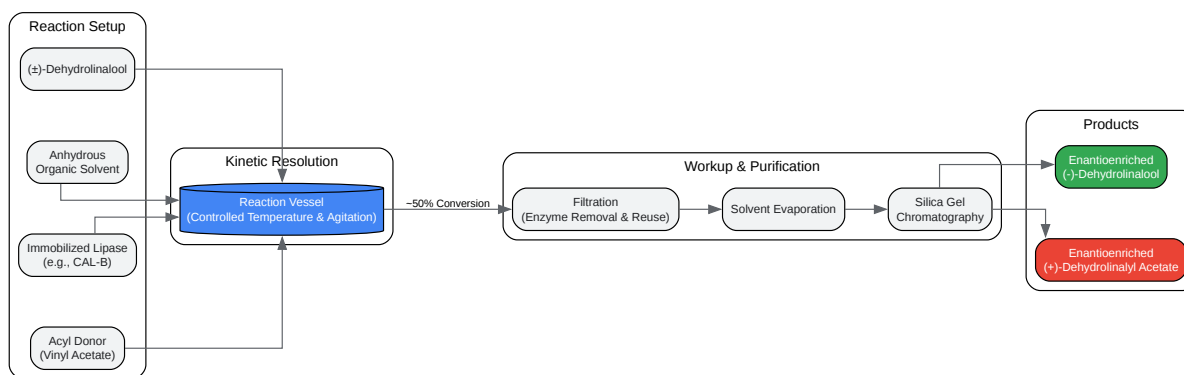 Reaction Setup
(±)-Dehydrolinalool
Anhydrous
Organic Solvent
Immobilized Lipase
(e.g., CAL-B)
Acyl Donor
(Vinyl Acetate)
Kinetic Resolution
Reaction Vessel
(Controlled Temperature & Agitation)
~50% Conversion
Workup & Purification
Filtration
(Enzyme Removal & Reuse)
Solvent Evaporation
Silica Gel
Chromatography
Products
Enantioenriched
(-)-Dehydrolinalool
Enantioenriched
(+)-Dehydrolinalyl Acetate